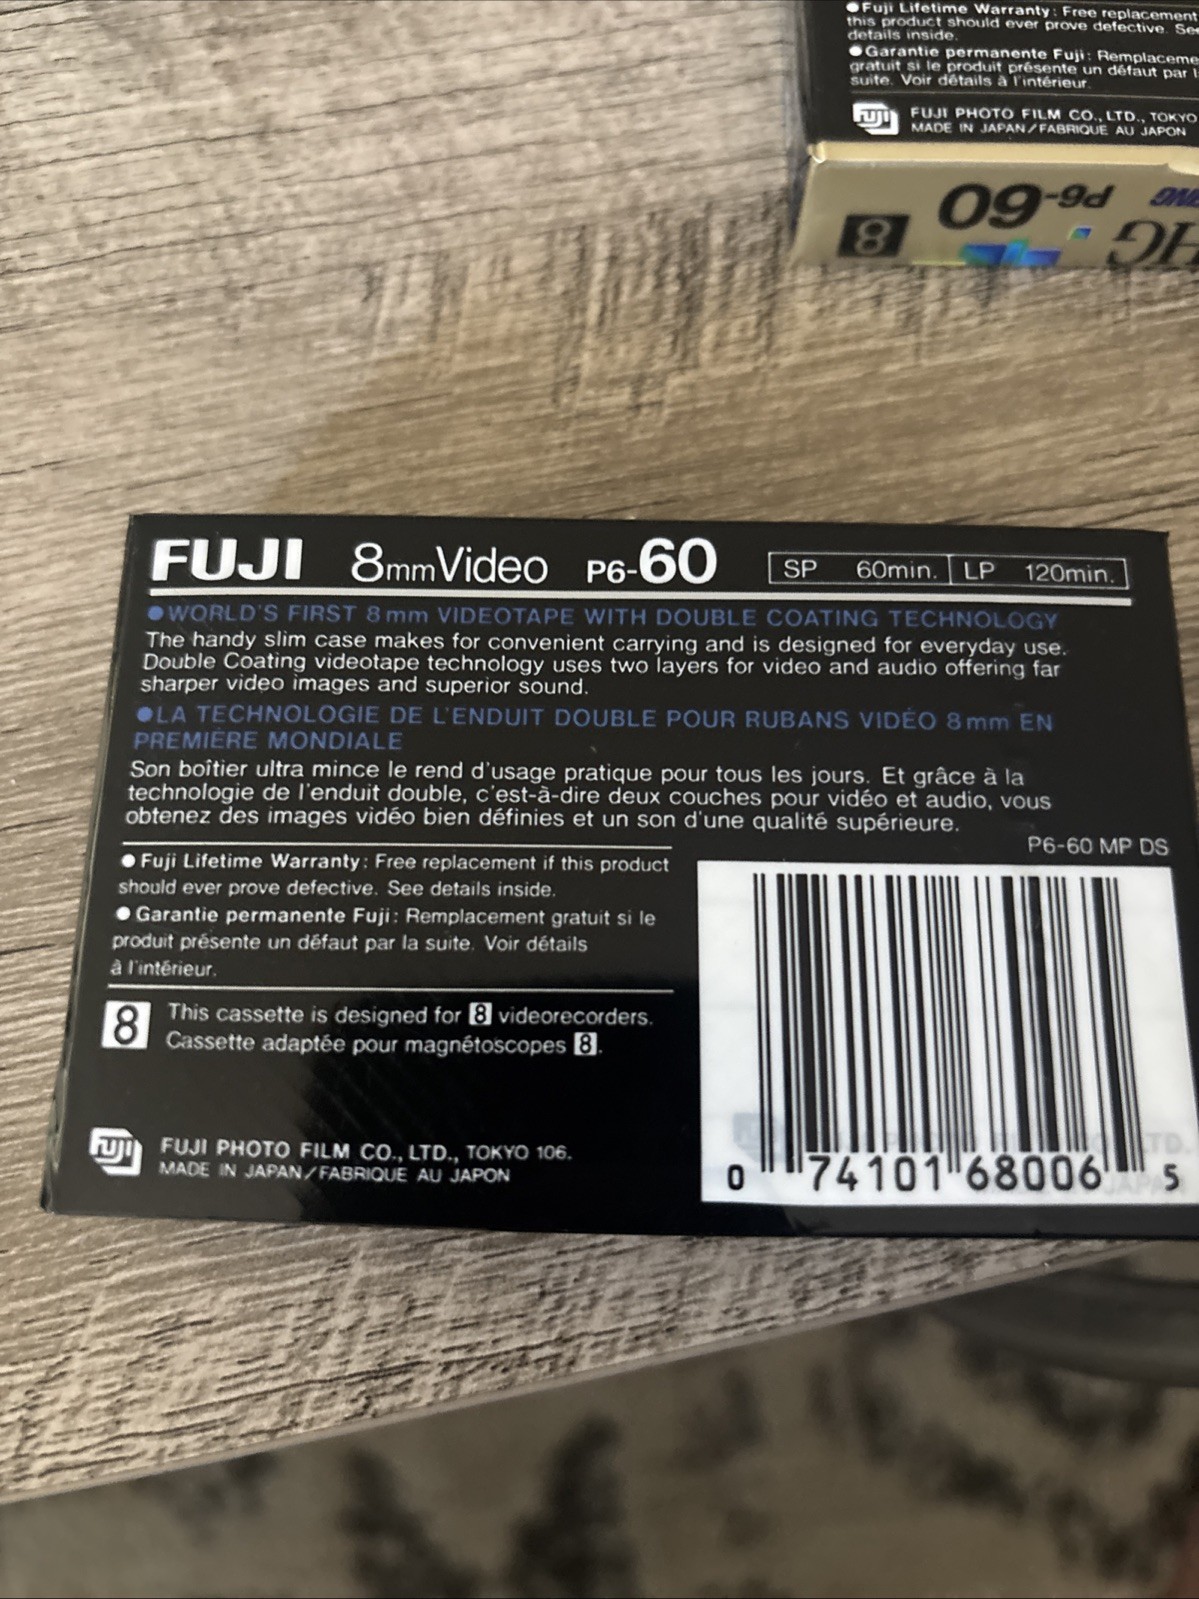 ●Fuji Lifetime Warranty: Free replacement
this product should ever prove defective. See
details inside.
●Garantie permanente Fuji: Remplaceme
gratuit si le produit présente un défaut par l
suite. Voir détails à l'intérieur.
FUJI FUJI PHOTO FILM CO., LTD., TOKYO
MADE IN JAPAN/FABRIQUE AU JAPON
8 P6-60
HG
FUJI 8mmVideo P6-60 SP 60min. LP 120min.
●WORLD'S FIRST 8mm VIDEOTAPE WITH DOUBLE COATING TECHNOLOGY
The handy slim case makes for convenient carrying and is designed for everyday use.
Double Coating videotape technology uses two layers for video and audio offering far
sharper video images and superior sound.
●LA TECHNOLOGIE DE L'ENDUIT DOUBLE POUR RUBANS VIDÉO 8mm EN
PREMIÈRE MONDIALE
Son boîtier ultra mince le rend d'usage pratique pour tous les jours. Et grâce à la
technologie de l'enduit double, c'est-à-dire deux couches pour vidéo et audio, vous
obtenez des images vidéo bien définies et un son d'une qualité supérieure.
P6-60 MP DS
●Fuji Lifetime Warranty: Free replacement if this product
should ever prove defective. See details inside.
●Garantie permanente Fuji: Remplacement gratuit si le
produit présente un défaut par la suite. Voir détails
à l'intérieur.
8 This cassette is designed for 8 videorecorders.
Cassette adaptée pour magnétoscopes 8.
FUJI FUJI PHOTO FILM CO., LTD., TOKYO 106.
MADE IN JAPAN/FABRIQUE AU JAPON
0 74101 68006 5